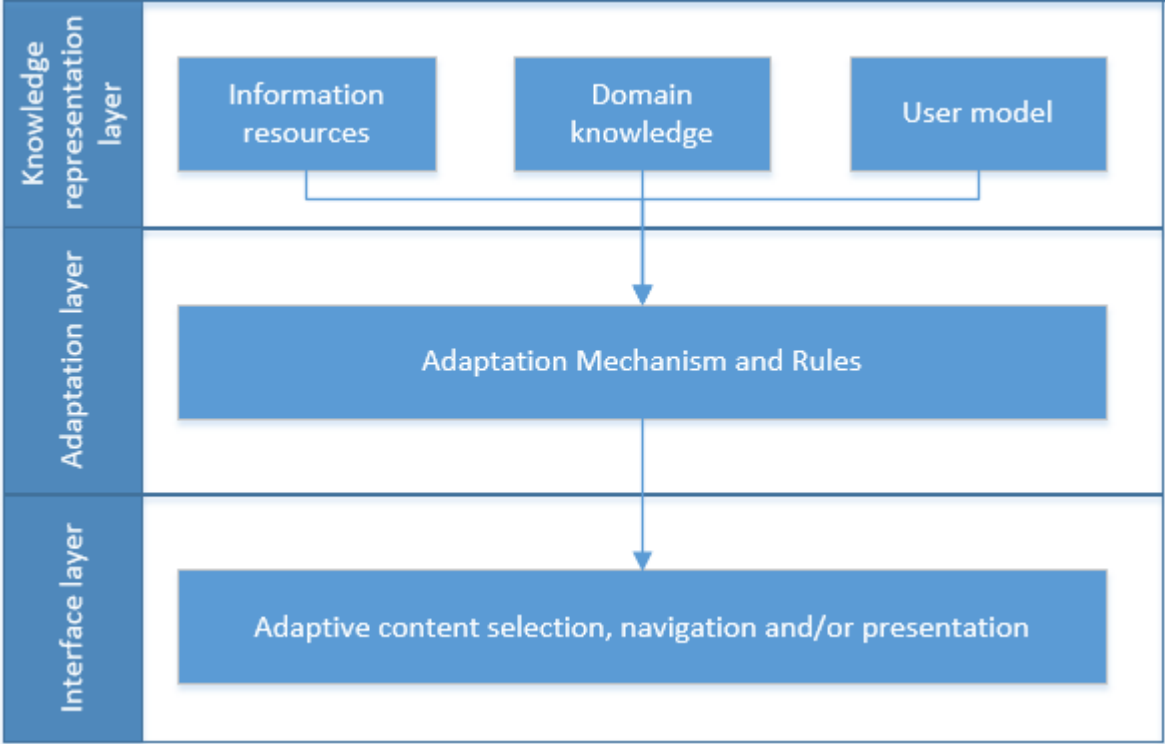 Knowledge
representation
layer
Information
resources
Domain
knowledge
User model
Adaptation layer
Adaptation Mechanism and Rules
Interface layer
Adaptive content selection, navigation and/or presentation